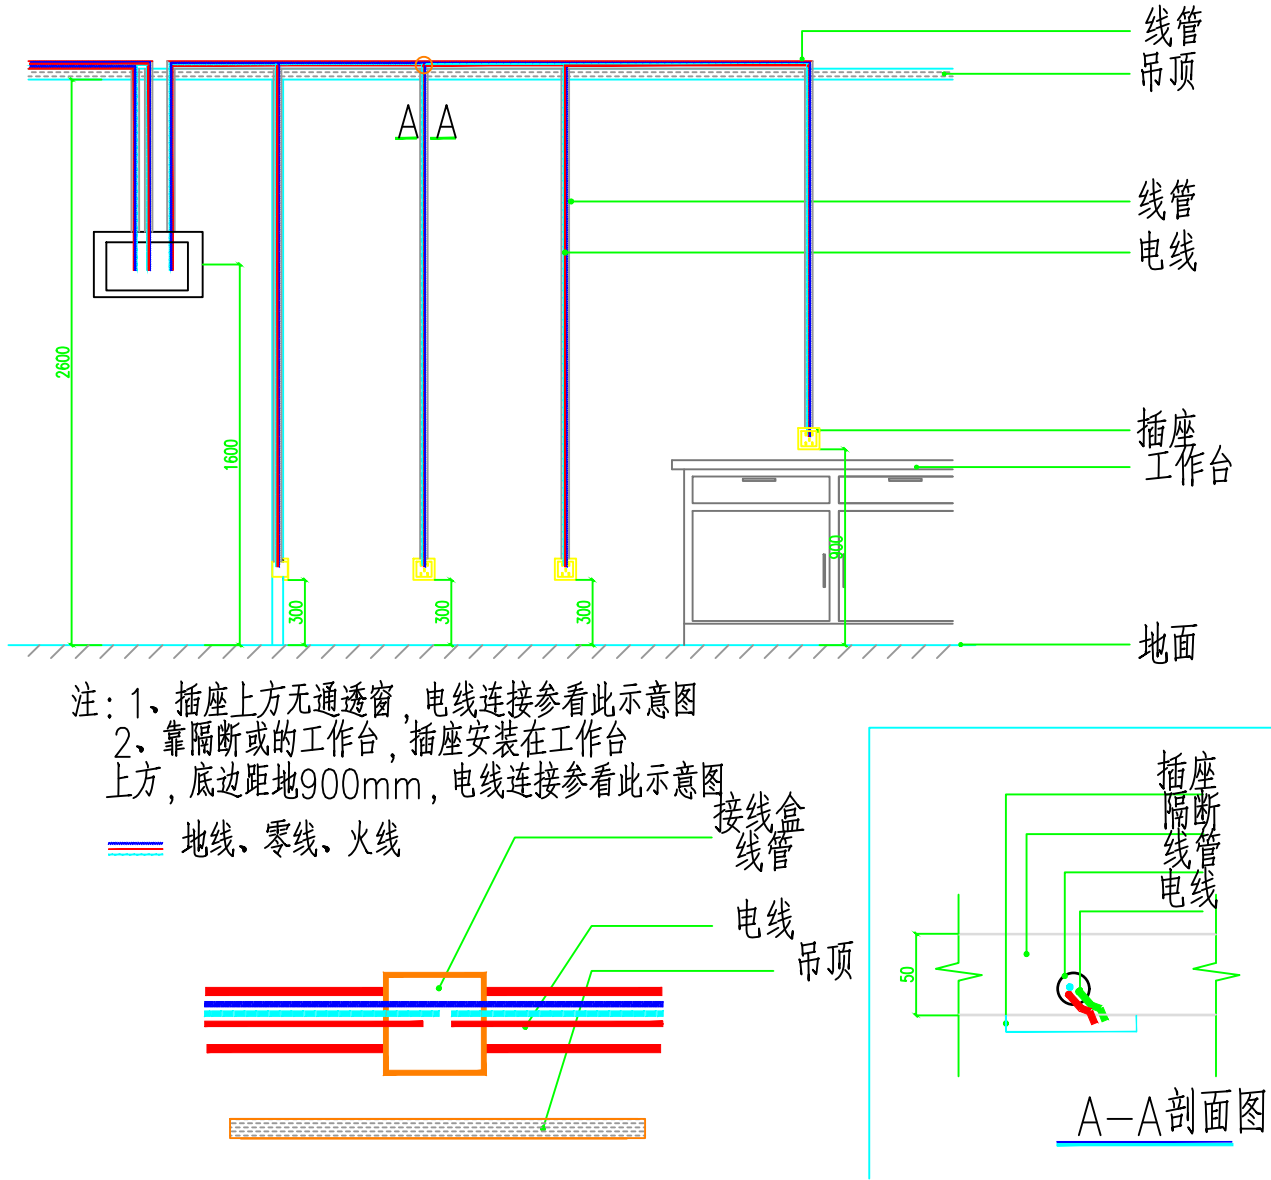 线管
吊顶
A A
线管
电线
2600
1600
插座
工作台
900
300
300
300
地面
注：1、插座上方无通透窗，电线连接参看此示意图
2、靠隔断或的工作台，插座安装在工作台
上方，底边距地900mm，电线连接参看此示意图
地线、零线、火线
接线盒
线管
电线
吊顶
插座
隔断
线管
电线
50
A-A剖面图